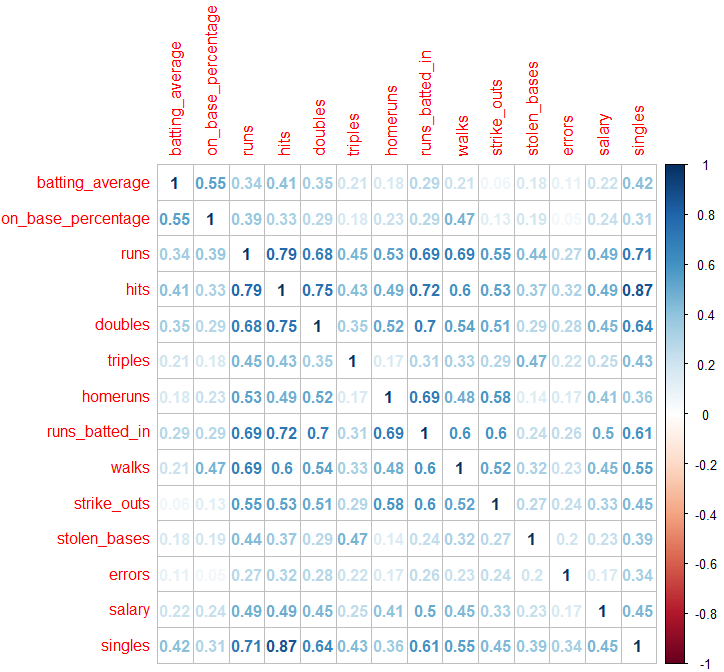 batting_average on_base_percentage runs hits doubles triples homeruns runs_batted_in walks strike_outs stolen_bases errors salary singles
batting_average 1 0.55 0.34 0.41 0.35 0.21 0.18 0.29 0.21 0.06 0.18 0.11 0.22 0.42
on_base_percentage 0.55 1 0.39 0.33 0.29 0.18 0.23 0.29 0.47 0.13 0.19 0.05 0.24 0.31
runs 0.34 0.39 1 0.79 0.68 0.45 0.53 0.69 0.69 0.55 0.44 0.27 0.49 0.71
hits 0.41 0.33 0.79 1 0.75 0.43 0.49 0.72 0.6 0.53 0.37 0.32 0.49 0.87
doubles 0.35 0.29 0.68 0.75 1 0.35 0.52 0.7 0.54 0.51 0.29 0.28 0.45 0.64
triples 0.21 0.18 0.45 0.43 0.35 1 0.17 0.31 0.33 0.29 0.47 0.22 0.25 0.43
homeruns 0.18 0.23 0.53 0.49 0.52 0.17 1 0.69 0.48 0.58 0.14 0.17 0.41 0.36
runs_batted_in 0.29 0.29 0.69 0.72 0.7 0.31 0.69 1 0.6 0.6 0.24 0.26 0.5 0.61
walks 0.21 0.47 0.69 0.6 0.54 0.33 0.48 0.6 1 0.52 0.32 0.23 0.45 0.55
strike_outs 0.06 0.13 0.55 0.53 0.51 0.29 0.58 0.6 0.52 1 0.27 0.24 0.33 0.45
stolen_bases 0.18 0.19 0.44 0.37 0.29 0.47 0.14 0.24 0.32 0.27 1 0.2 0.23 0.39
errors 0.11 0.05 0.27 0.32 0.28 0.22 0.17 0.26 0.23 0.24 0.2 1 0.17 0.34
salary 0.22 0.24 0.49 0.49 0.45 0.25 0.41 0.5 0.45 0.33 0.23 0.17 1 0.45
singles 0.42 0.31 0.71 0.87 0.64 0.43 0.36 0.61 0.55 0.45 0.39 0.34 0.45 1
1
0.8
0.6
0.4
0.2
0
-0.2
-0.4
-0.6
-0.8
-1